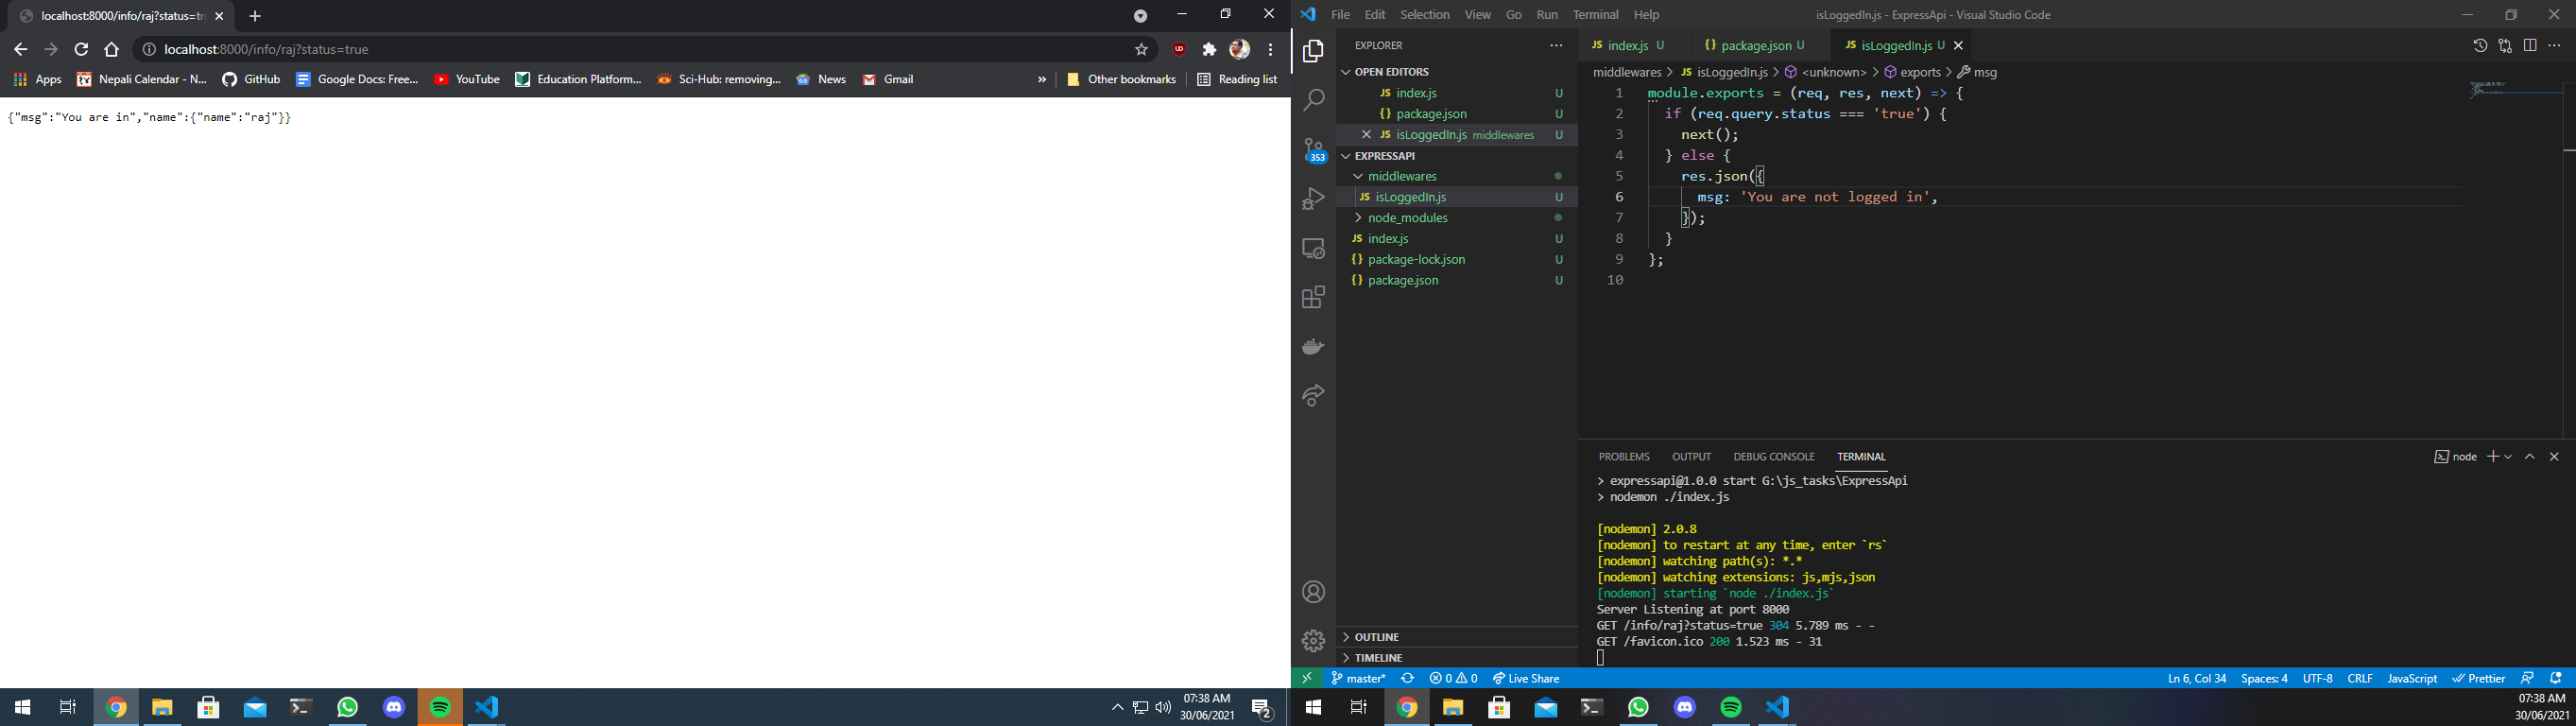 localhost:8000/info/raj?status=tr
localhost:8000/info/raj?status=true
Apps
Nepali Calendar - N...
GitHub
Google Docs: Free...
YouTube
Education Platform...
Sci-Hub: removing...
News
Gmail
»
Other bookmarks
Reading list
{"msg":"You are in","name":{"name":"raj"}}
07:38 AM
30/06/2021
2
File Edit Selection View Go Run Terminal Help
isLoggedIn.js - ExpressApi - Visual Studio Code
EXPLORER
OPEN EDITORS
JS index.js U
{} package.json U
JS isLoggedIn.js middlewares U
EXPRESSAPI
middlewares
JS isLoggedIn.js U
node_modules
JS index.js U
{} package-lock.json U
{} package.json U
OUTLINE
TIMELINE
353
JS index.js U
{} package.json U
JS isLoggedIn.js U
middlewares > JS isLoggedIn.js > <unknown> > exports > msg
1 module.exports = (req, res, next) => {
2 if (req.query.status === 'true') {
3 next();
4 } else {
5 res.json({
6 msg: 'You are not logged in',
7 });
8 }
9 };
10
PROBLEMS OUTPUT DEBUG CONSOLE TERMINAL
node
> expressapi@1.0.0 start G:\js_tasks\ExpressApi
> nodemon ./index.js
[nodemon] 2.0.8
[nodemon] to restart at any time, enter `rs`
[nodemon] watching path(s): *.*
[nodemon] watching extensions: js,mjs,json
[nodemon] starting `node ./index.js`
Server Listening at port 8000
GET /info/raj?status=true 304 5.789 ms - -
GET /favicon.ico 200 1.523 ms - 31
master* 0 0 Live Share
Ln 6, Col 34 Spaces: 4 UTF-8 CRLF JavaScript Prettier
07:38 AM
30/06/2021